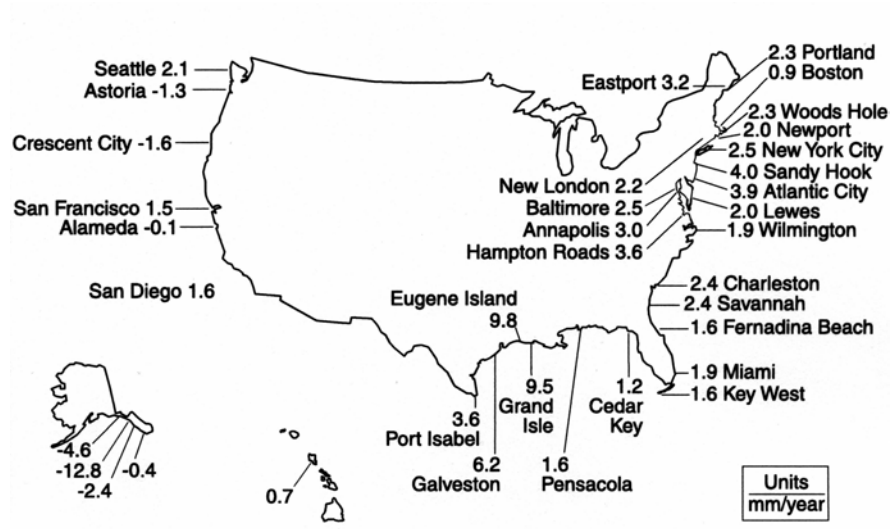 Seattle 2.1
Astoria -1.3
Crescent City -1.6
San Francisco 1.5
Alameda -0.1
San Diego 1.6
Eastport 3.2
2.3 Portland
0.9 Boston
2.3 Woods Hole
2.0 Newport
2.5 New York City
4.0 Sandy Hook
3.9 Atlantic City
2.0 Lewes
1.9 Wilmington
New London 2.2
Baltimore 2.5
Annapolis 3.0
Hampton Roads 3.6
2.4 Charleston
2.4 Savannah
1.6 Fernadina Beach
1.9 Miami
1.6 Key West
Eugene Island
9.8
3.6
Port Isabel
6.2
Galveston
9.5
Grand
Isle
1.6
Pensacola
1.2
Cedar
Key
-4.6
-12.8
-2.4
-0.4
0.7
Units
mm/year